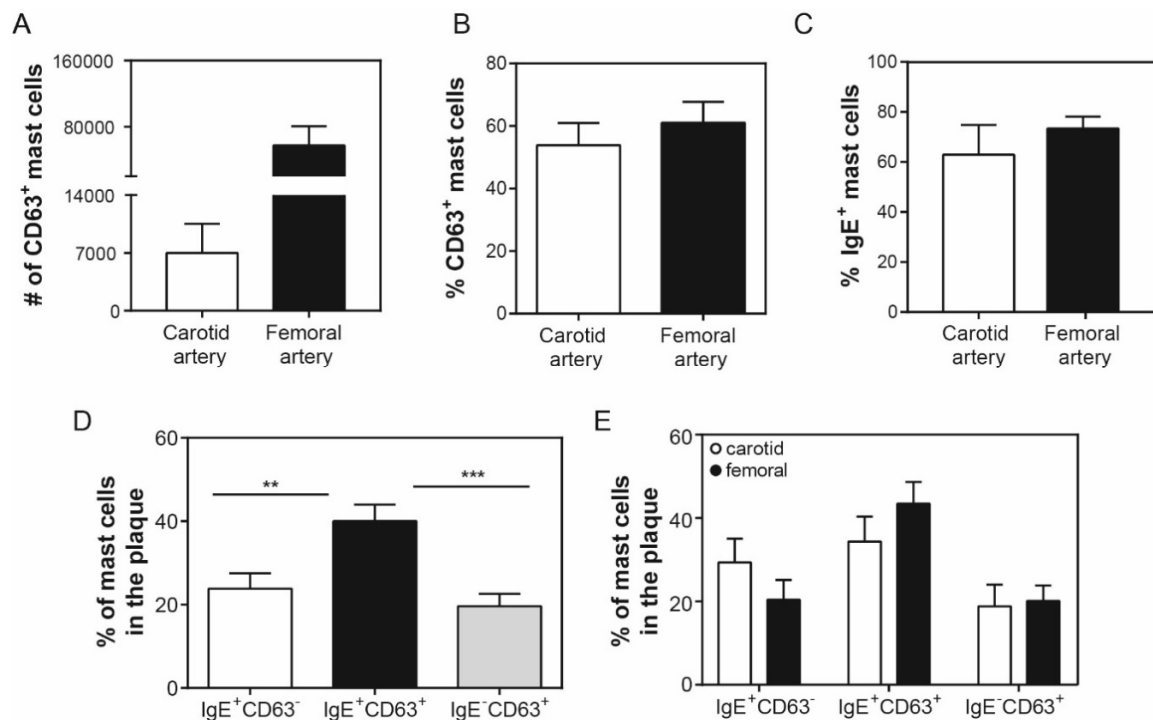 A
# of CD63⁺ mast cells
160000
80000
14000
7000
0
Carotid
artery
Femoral
artery
B
% CD63⁺ mast cells
80
60
40
20
0
Carotid
artery
Femoral
artery
C
% IgE⁺ mast cells
100
80
60
40
20
0
Carotid
artery
Femoral
artery
D
% of mast cells
in the plaque
60
40
20
0
**
***
IgE⁺CD63⁻
IgE⁺CD63⁺
IgE⁻CD63⁺
E
% of mast cells
in the plaque
60
40
20
0
carotid
femoral
IgE⁺CD63⁻
IgE⁺CD63⁺
IgE⁻CD63⁺